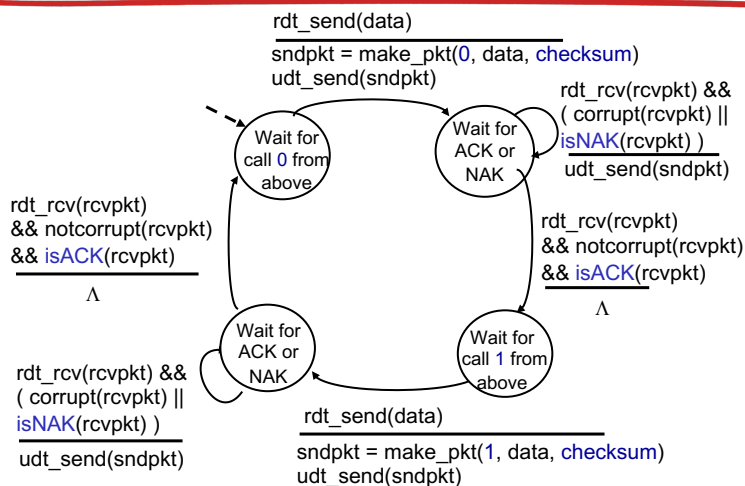 rdt_send(data)
sndpkt = make_pkt(0, data, checksum)
udt_send(sndpkt)
Wait for
call 0 from
above
Wait for
ACK or
NAK
rdt_rcv(rcvpkt) &&
( corrupt(rcvpkt) ||
isNAK(rcvpkt) )
udt_send(sndpkt)
rdt_rcv(rcvpkt)
&& notcorrupt(rcvpkt)
&& isACK(rcvpkt)
Λ
rdt_rcv(rcvpkt)
&& notcorrupt(rcvpkt)
&& isACK(rcvpkt)
Λ
Wait for
ACK or
NAK
Wait for
call 1 from
above
rdt_rcv(rcvpkt) &&
( corrupt(rcvpkt) ||
isNAK(rcvpkt) )
udt_send(sndpkt)
rdt_send(data)
sndpkt = make_pkt(1, data, checksum)
udt_send(sndpkt)